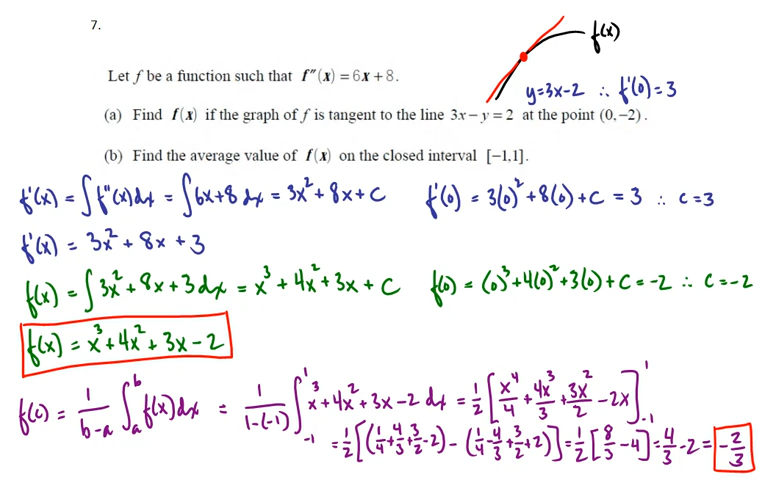 7.
f(x)
Let f be a function such that f″(x) = 6x + 8.
y=3x-2 ∴ f'(0)=3
(a) Find f(x) if the graph of f is tangent to the line 3x − y = 2 at the point (0,−2).
(b) Find the average value of f(x) on the closed interval [−1,1].
f'(x) = ∫f"(x)dx = ∫6x+8 dx = 3x² + 8x + C    f'(0) = 3(0)² + 8(0) + C = 3 ∴ C=3
f'(x) = 3x² + 8x + 3
f(x) = ∫3x² + 8x + 3 dx = x³ + 4x² + 3x + C    f(0) = (0)³ + 4(0)² + 3(0) + C = -2 ∴ C = -2
f(x) = x³ + 4x² + 3x - 2
f(c) = 1/(b-a) ∫ₐᵇ f(x)dx = 1/(1-(-1)) ∫₋₁¹ x³ + 4x² + 3x - 2 dx = 1/2 [x⁴/4 + 4x³/3 + 3x²/2 - 2x]₋₁¹
= 1/2 [(1/4 + 4/3 + 3/2 - 2) - (1/4 - 4/3 + 3/2 + 2)] = 1/2 [8/3 - 4] = 4/3 - 2 = -2/3